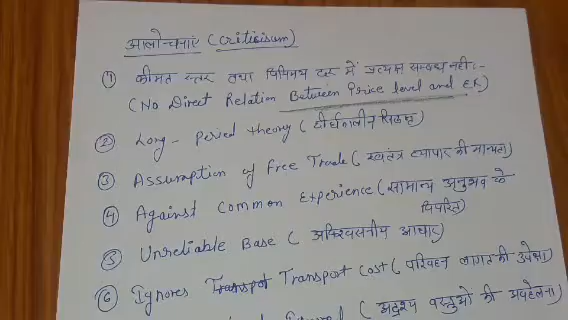 आलोचनाएं (Criticisum)
① कीमत स्तर तथा विनिमय दर में प्रत्यक्ष सम्बन्ध नहीं :-
(No Direct Relation Between Price level and ER)
② Long - Period theory ( दीर्घकालीन सिद्धांत )
③ Assumption of Free Trade ( स्वतंत्र व्यापार की मान्यता )
④ Against Common Experience ( सामान्य अनुभव के
विपरित )
⑤ Unreliable Base ( अविश्वसनीय आधार )
⑥ Ignores Transport Cost ( परिवहन लागत की उपेक्षा )
( अदृश्य वस्तुओं की अवहेलना )